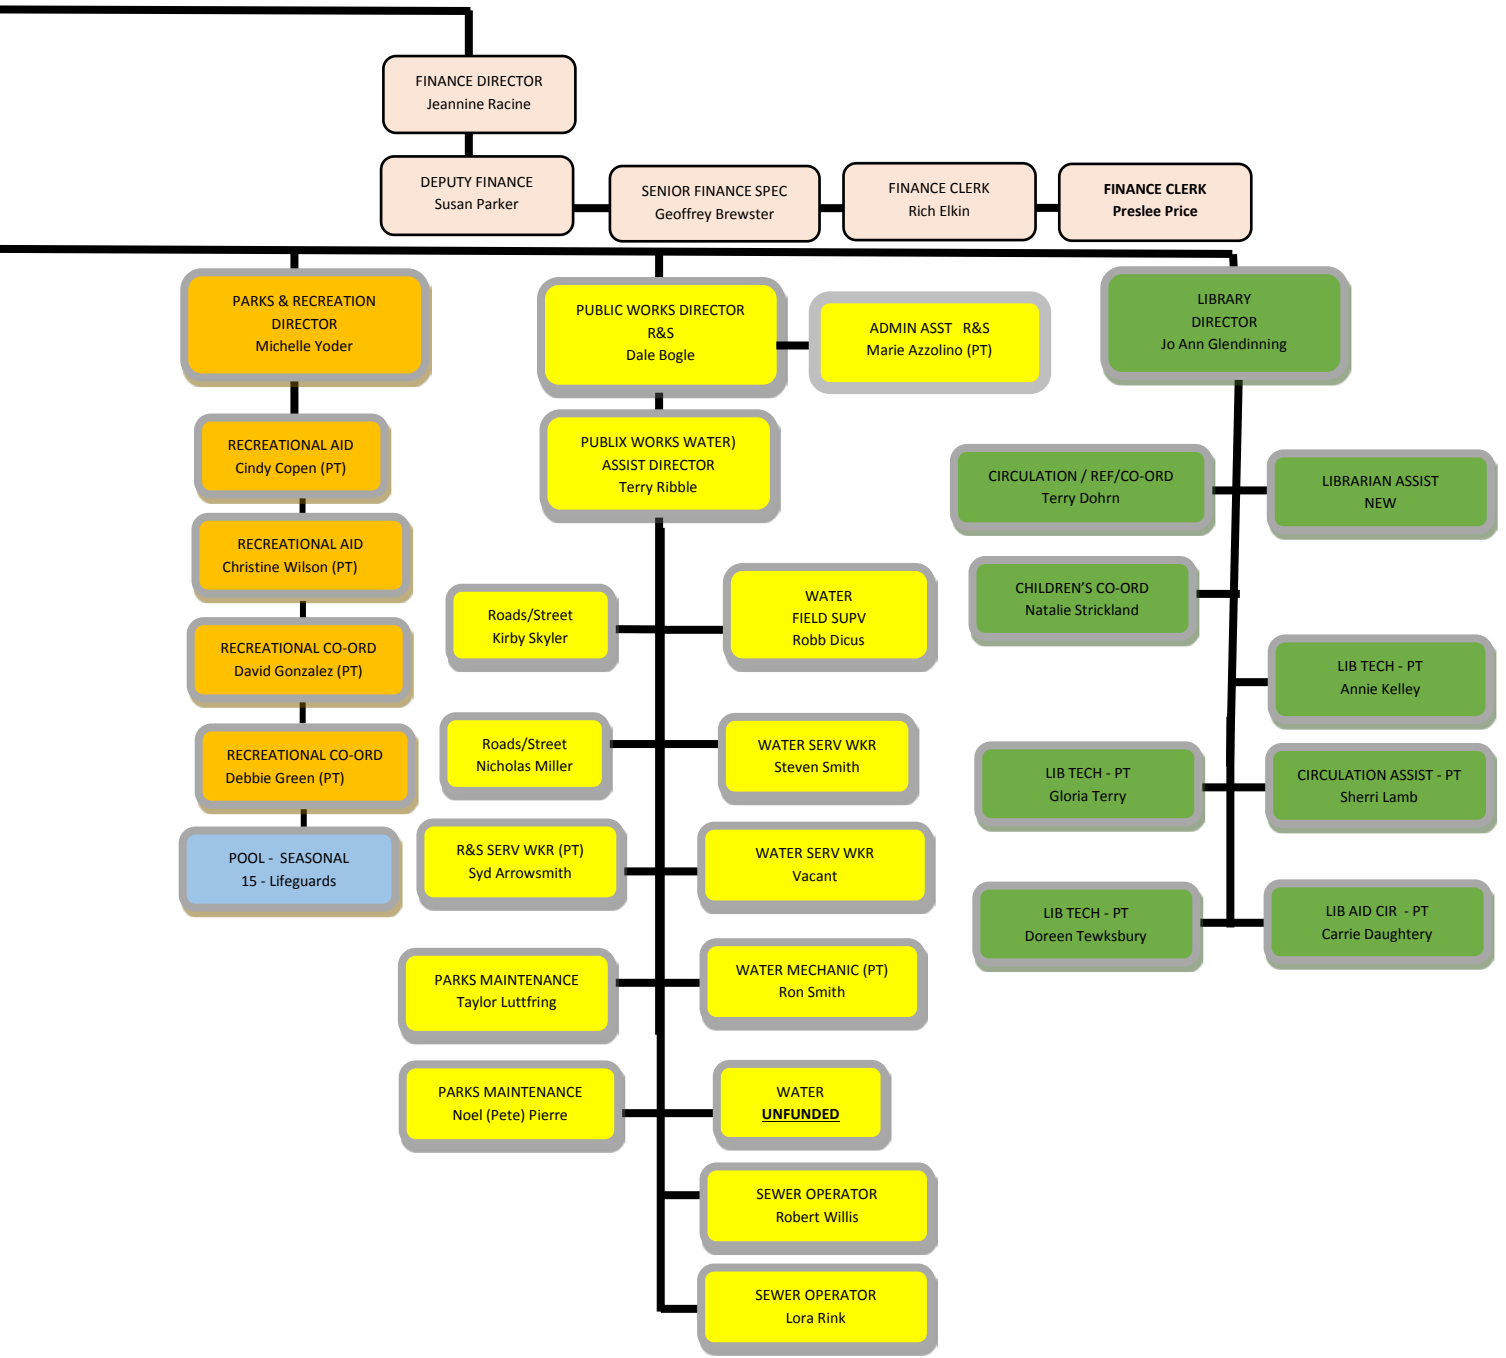 FINANCE DIRECTOR
Jeannine Racine
DEPUTY FINANCE
Susan Parker
SENIOR FINANCE SPEC
Geoffrey Brewster
FINANCE CLERK
Rich Elkin
FINANCE CLERK
Preslee Price
PARKS & RECREATION
DIRECTOR
Michelle Yoder
RECREATIONAL AID
Cindy Copen (PT)
RECREATIONAL AID
Christine Wilson (PT)
RECREATIONAL CO-ORD
David Gonzalez (PT)
RECREATIONAL CO-ORD
Debbie Green (PT)
POOL - SEASONAL
15 - Lifeguards
PUBLIC WORKS DIRECTOR
R&S
Dale Bogle
ADMIN ASST R&S
Marie Azzolino (PT)
PUBLIX WORKS WATER)
ASSIST DIRECTOR
Terry Ribble
Roads/Street
Kirby Skyler
WATER
FIELD SUPV
Robb Dicus
Roads/Street
Nicholas Miller
WATER SERV WKR
Steven Smith
R&S SERV WKR (PT)
Syd Arrowsmith
WATER SERV WKR
Vacant
PARKS MAINTENANCE
Taylor Luttfring
WATER MECHANIC (PT)
Ron Smith
PARKS MAINTENANCE
Noel (Pete) Pierre
WATER
UNFUNDED
SEWER OPERATOR
Robert Willis
SEWER OPERATOR
Lora Rink
LIBRARY
DIRECTOR
Jo Ann Glendinning
CIRCULATION / REF/CO-ORD
Terry Dohrn
LIBRARIAN ASSIST
NEW
CHILDREN'S CO-ORD
Natalie Strickland
LIB TECH - PT
Annie Kelley
LIB TECH - PT
Gloria Terry
CIRCULATION ASSIST - PT
Sherri Lamb
LIB TECH - PT
Doreen Tewksbury
LIB AID CIR - PT
Carrie Daughtery